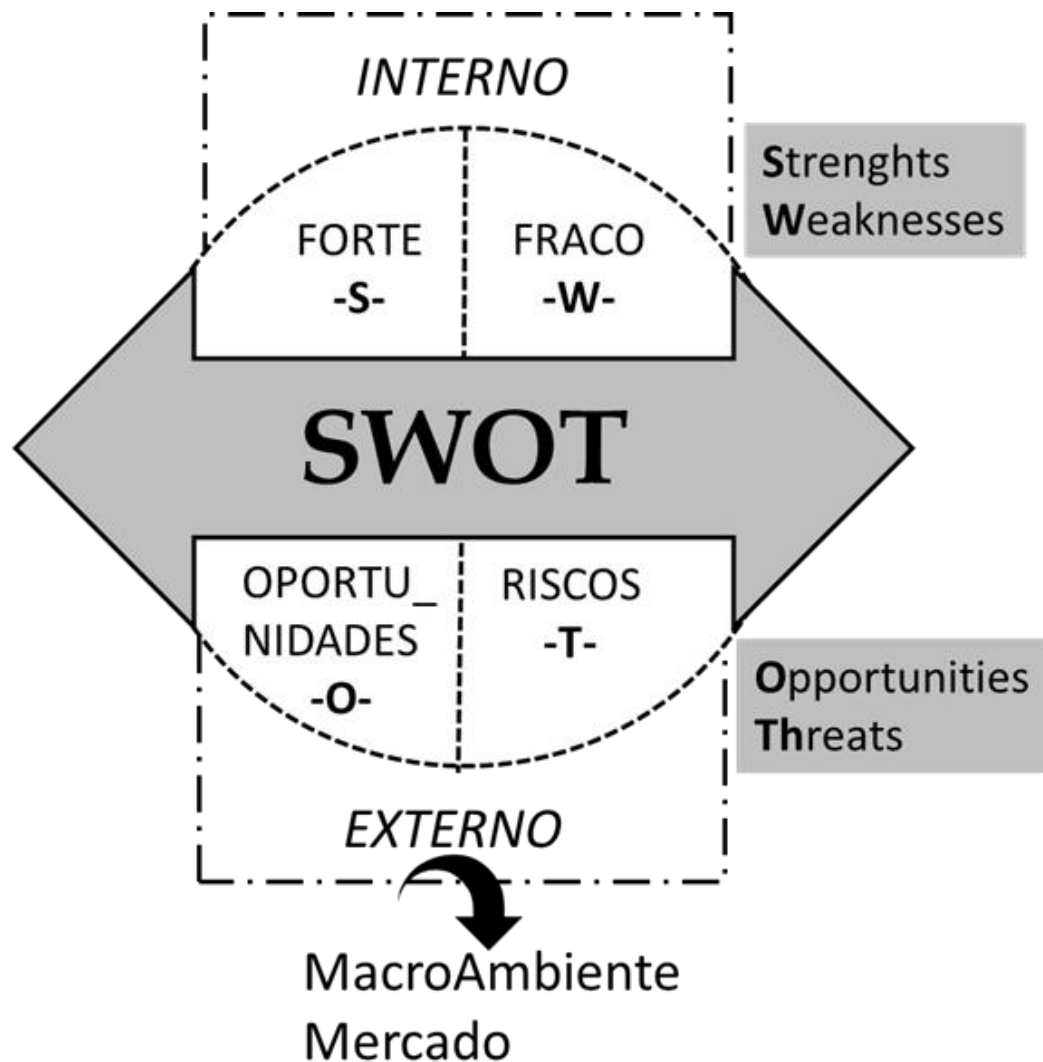 INTERNO
Strenghts
Weaknesses
FORTE
-S-
FRACO
-W-
SWOT
OPORTU_
NIDADES
-O-
RISCOS
-T-
Opportunities
Threats
EXTERNO
MacroAmbiente
Mercado